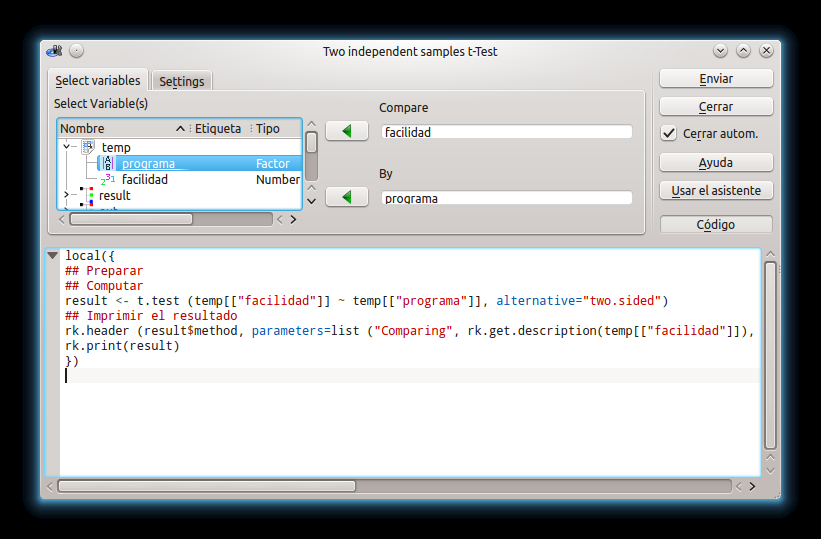 Two independent samples t-Test
Select variables
Settings
Select Variable(s)
Nombre
Etiqueta
Tipo
temp
programa
Factor
facilidad
Number
result
Compare
facilidad
By
programa
Enviar
Cerrar
Cerrar autom.
Ayuda
Usar el asistente
Código
local({
## Preparar
## Computar
result <- t.test (temp[["facilidad"]] ~ temp[["programa"]], alternative="two.sided")
## Imprimir el resultado
rk.header (result$method, parameters=list ("Comparing", rk.get.description(temp[["facilidad"]]),
rk.print(result)
})